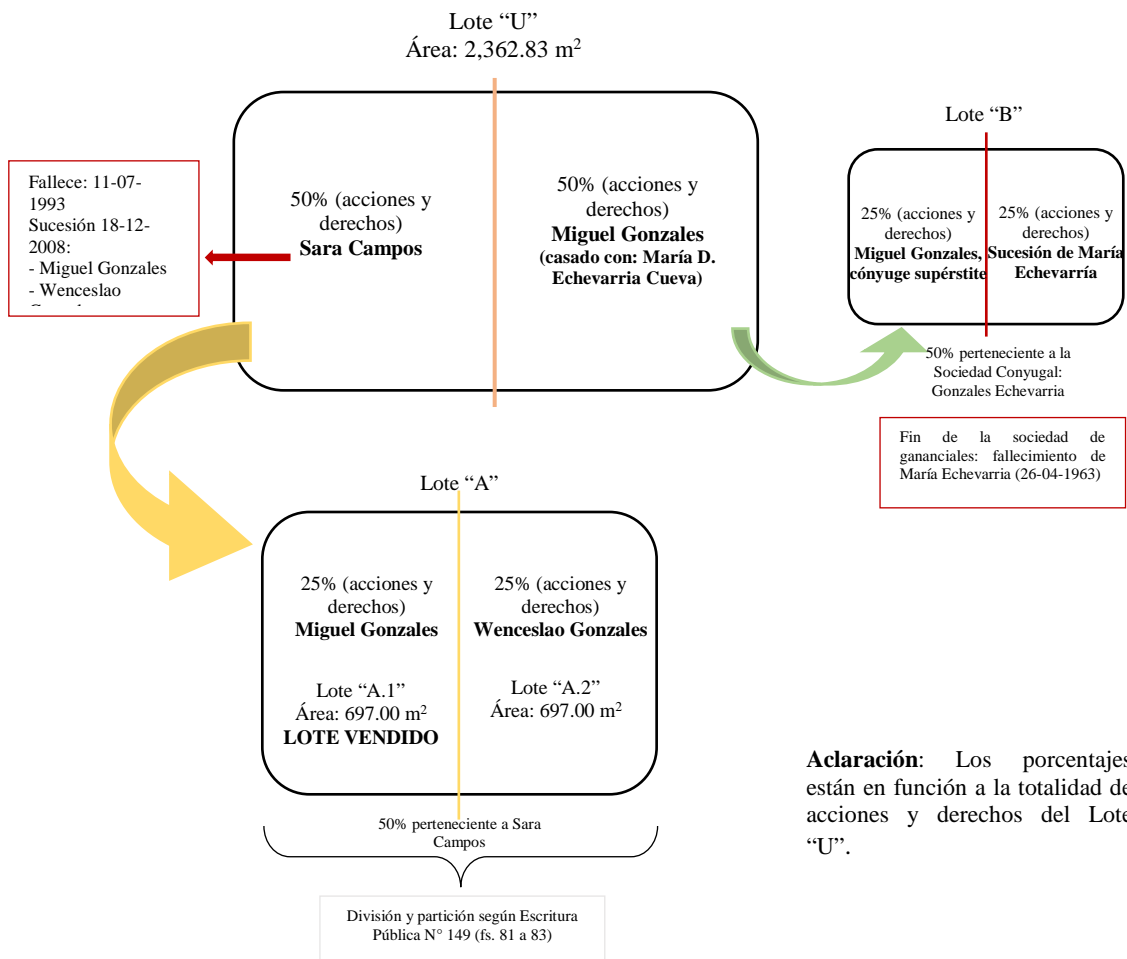 Lote “U”
Área: 2,362.83 m²
Fallece: 11-07-
1993
Sucesión 18-12-
2008:
- Miguel Gonzales
- Wenceslao
50% (acciones y
derechos)
Sara Campos
50% (acciones y
derechos)
Miguel Gonzales
(casado con: María D.
Echevarria Cueva)
Lote “B”
25% (acciones y
derechos)
Miguel Gonzales,
cónyuge supérstite
25% (acciones y
derechos)
Sucesión de María
Echevarría
50% perteneciente a la
Sociedad Conyugal:
Gonzales Echevarria
Fin de la sociedad de
gananciales: fallecimiento de
María Echevarria (26-04-1963)
Lote “A”
25% (acciones y
derechos)
Miguel Gonzales
Lote “A.1”
Área: 697.00 m²
LOTE VENDIDO
25% (acciones y
derechos)
Wenceslao Gonzales
Lote “A.2”
Área: 697.00 m²
50% perteneciente a Sara
Campos
División y partición según Escritura
Pública N° 149 (fs. 81 a 83)
Aclaración: Los porcentajes
están en función a la totalidad de
acciones y derechos del Lote
“U”.